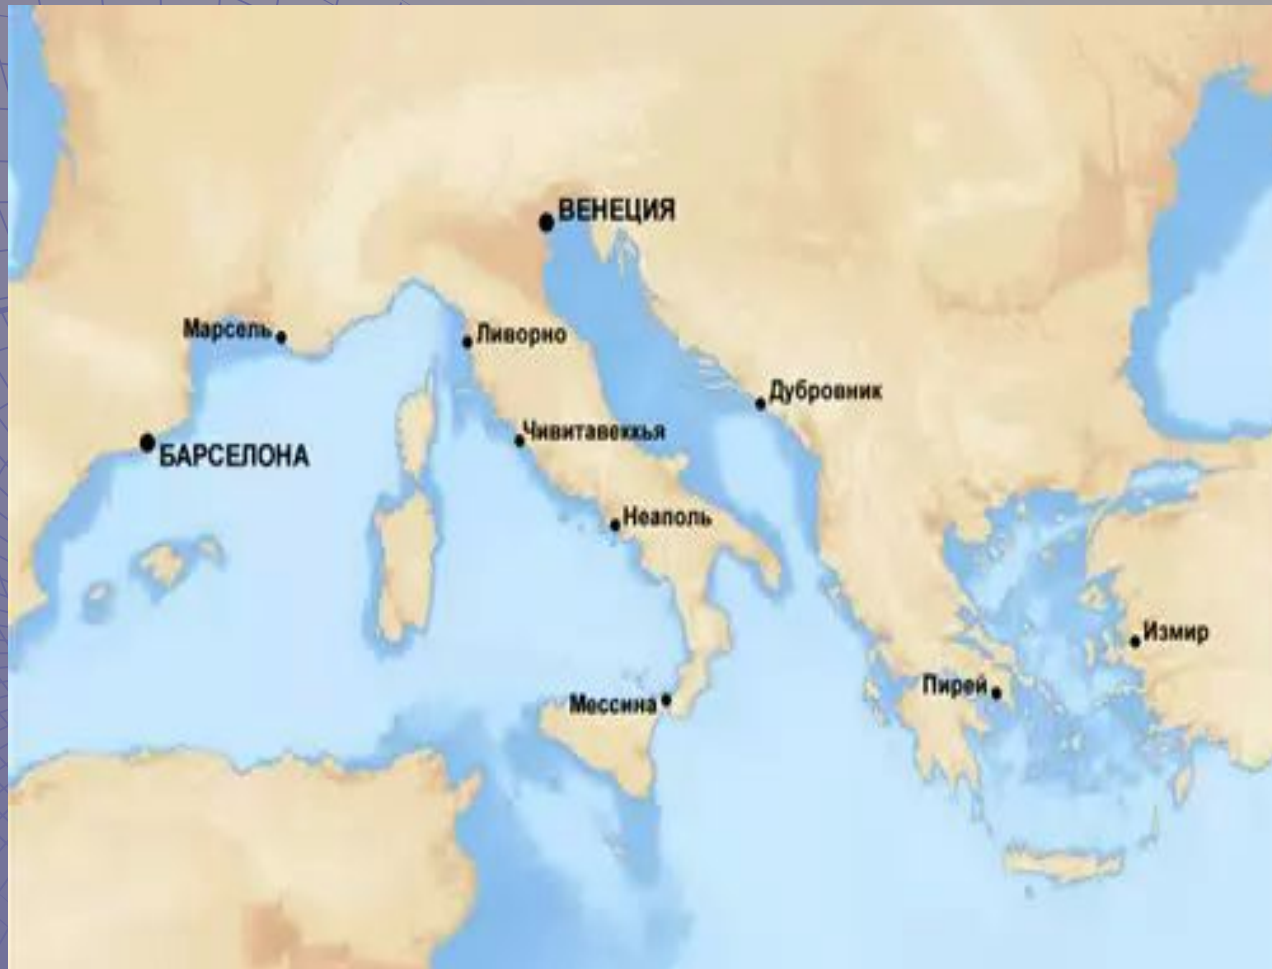 ВЕНЕЦИЯ
Марсель
Ливорно
Дубровник
Чивитавеккья
БАРСЕЛОНА
Неаполь
Измир
Пирей
Мессина